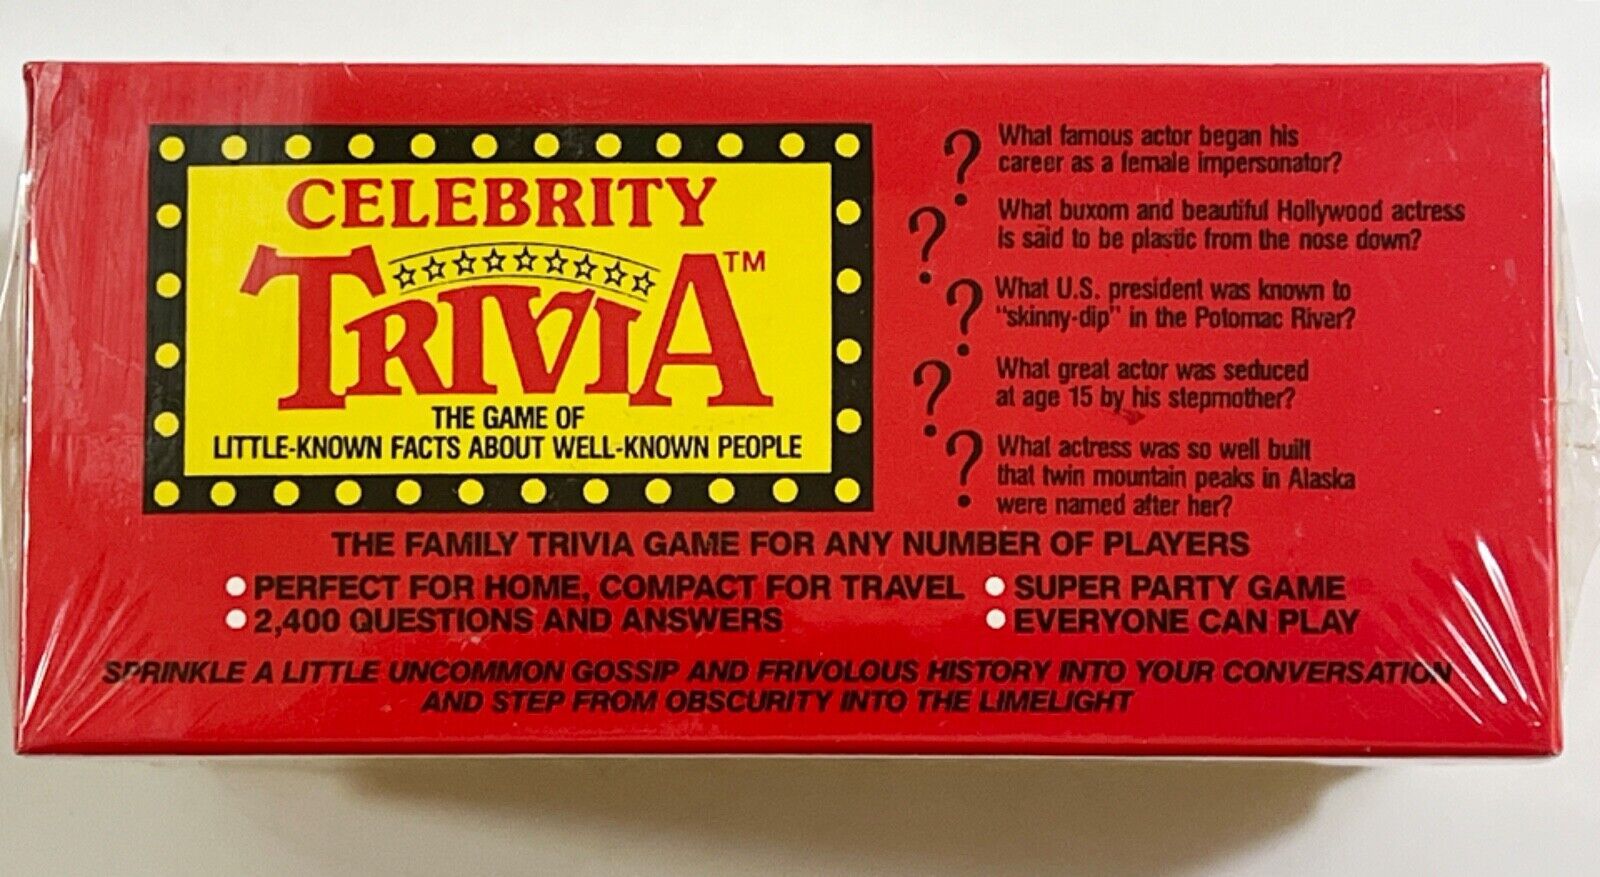 CELEBRITY
TRIVIA™
THE GAME OF
LITTLE-KNOWN FACTS ABOUT WELL-KNOWN PEOPLE
? What famous actor began his
career as a female impersonator?
? What buxom and beautiful Hollywood actress
is said to be plastic from the nose down?
? What U.S. president was known to
"skinny-dip" in the Potomac River?
? What great actor was seduced
at age 15 by his stepmother?
? What actress was so well built
that twin mountain peaks in Alaska
were named after her?
THE FAMILY TRIVIA GAME FOR ANY NUMBER OF PLAYERS
● PERFECT FOR HOME, COMPACT FOR TRAVEL ● SUPER PARTY GAME
● 2,400 QUESTIONS AND ANSWERS ● EVERYONE CAN PLAY
SPRINKLE A LITTLE UNCOMMON GOSSIP AND FRIVOLOUS HISTORY INTO YOUR CONVERSATION
AND STEP FROM OBSCURITY INTO THE LIMELIGHT